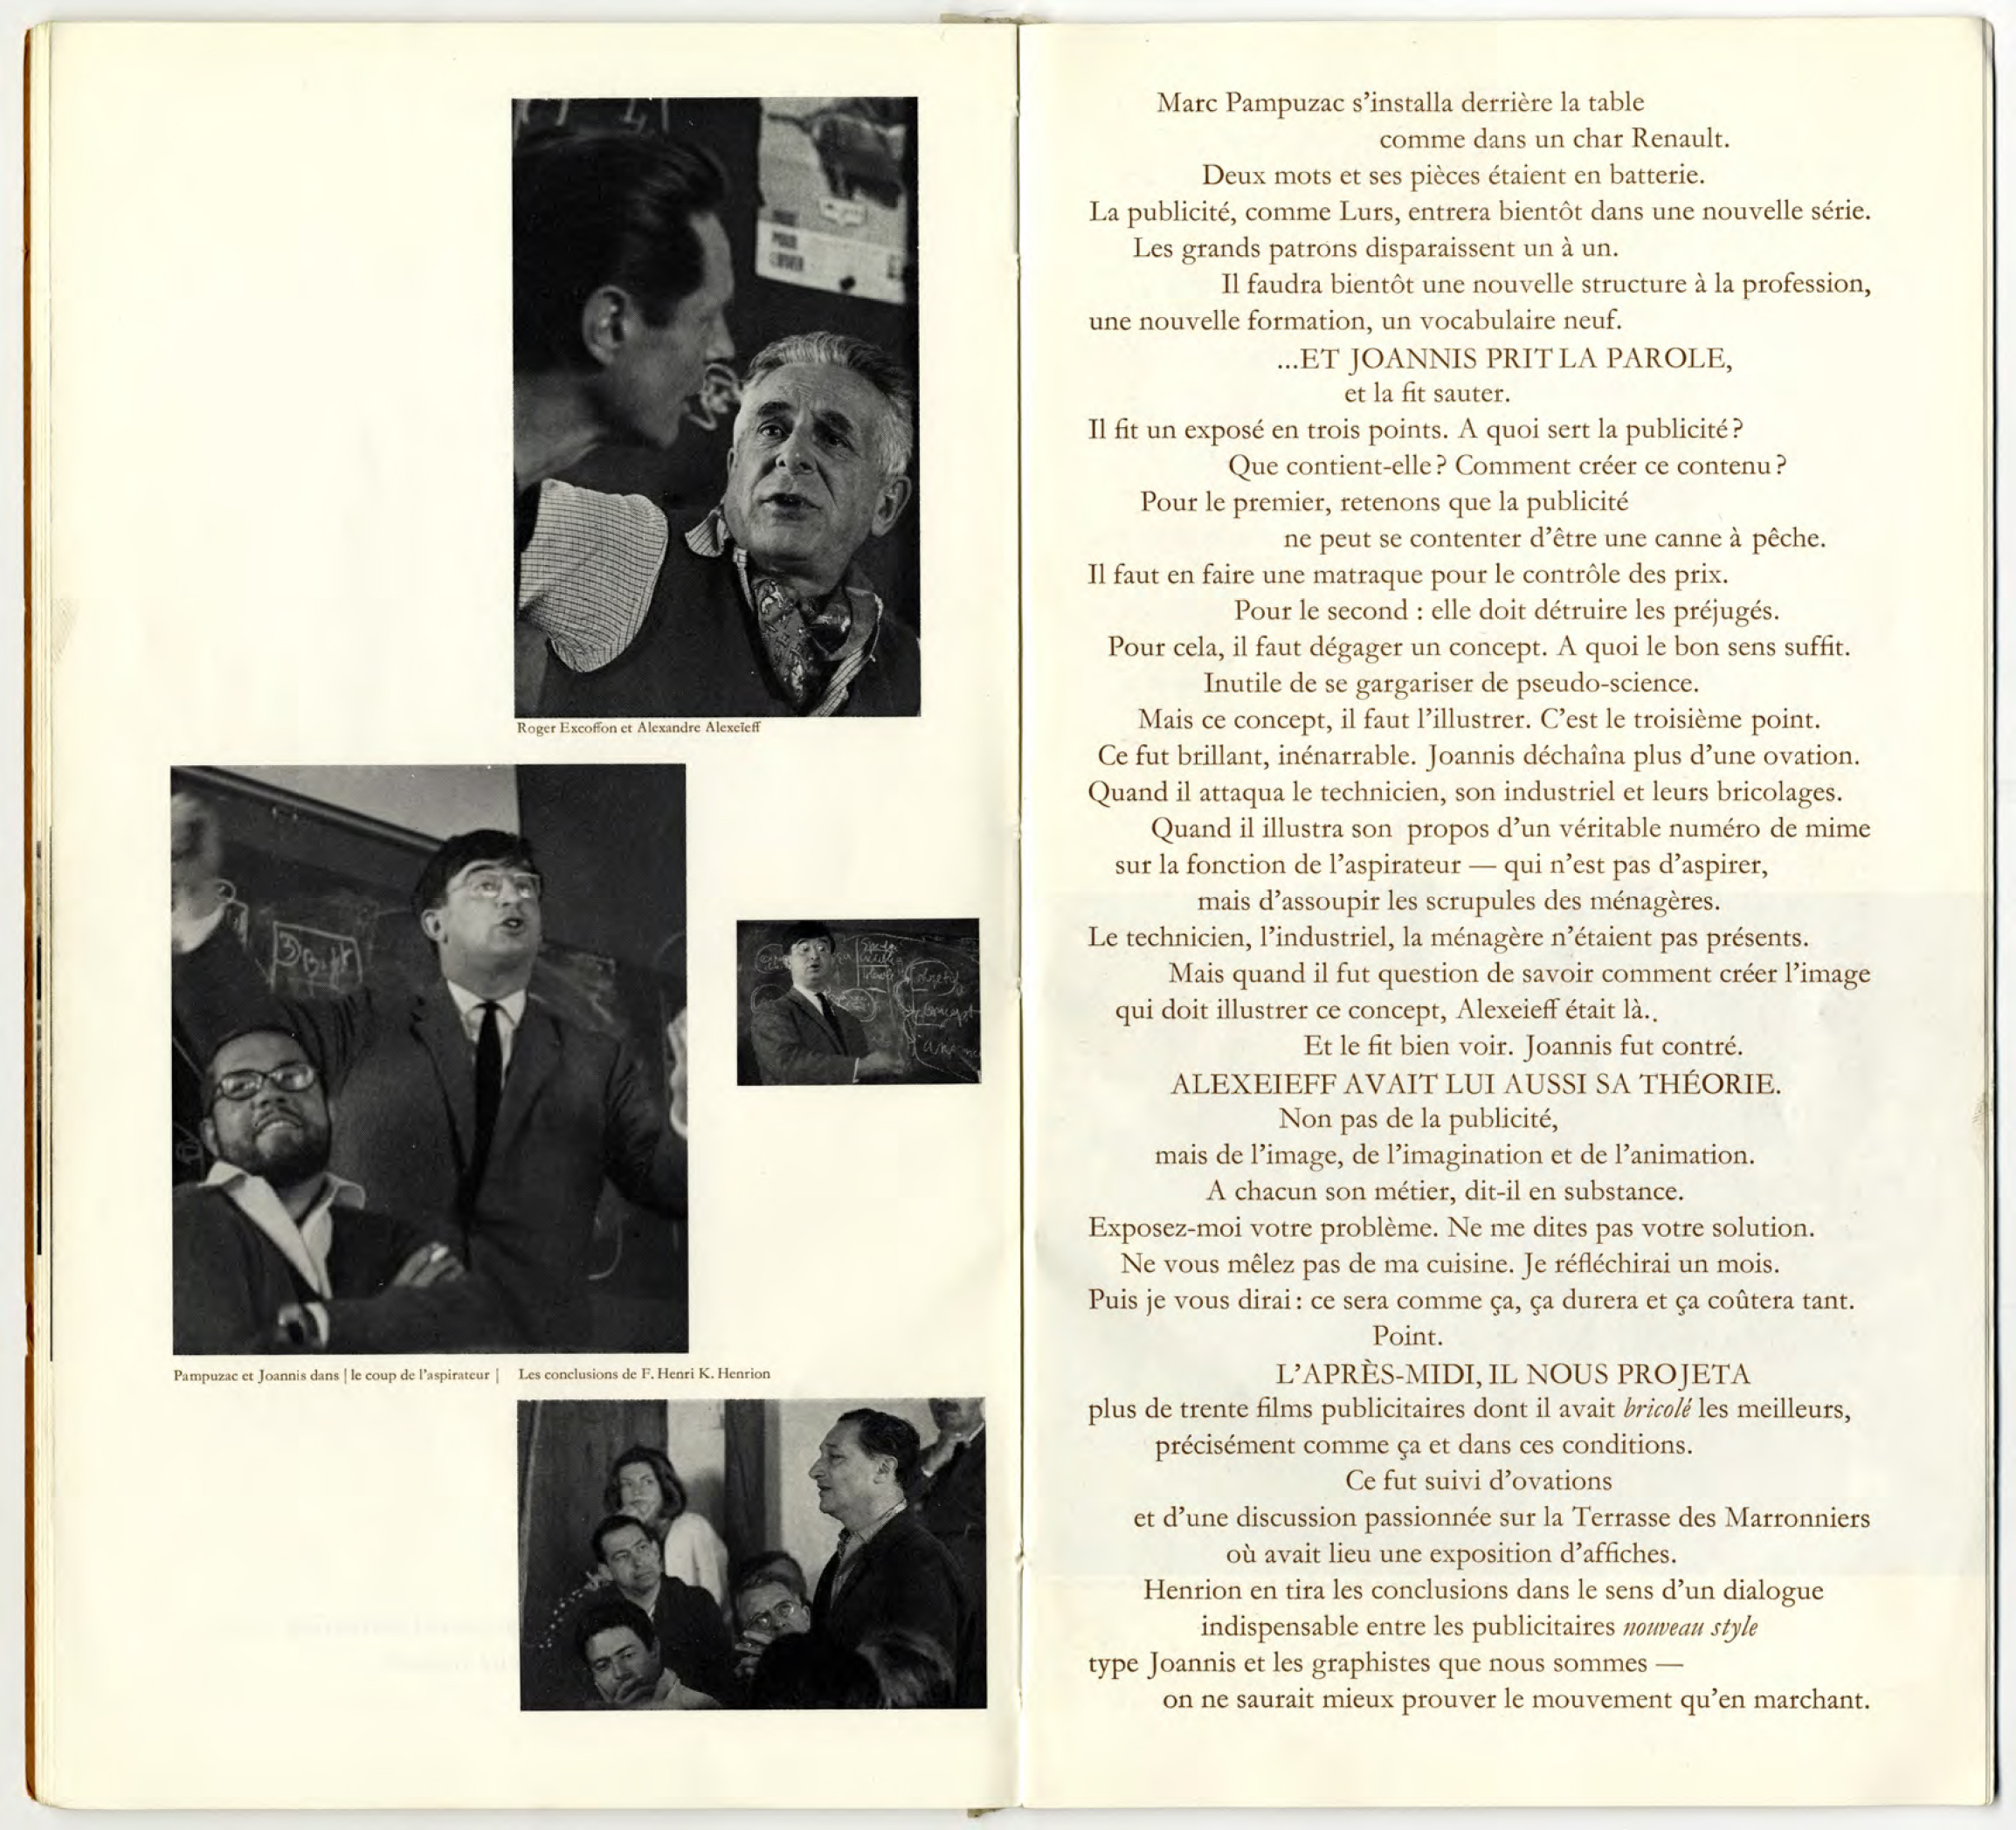 Roger Excoffon et Alexandre Alexeïeff
Pampuzac et Joannis dans | le coup de l'aspirateur |
Les conclusions de F. Henri K. Henrion
Marc Pampuzac s'installa derrière la table
comme dans un char Renault.
Deux mots et ses pièces étaient en batterie.
La publicité, comme Lurs, entrera bientôt dans une nouvelle série.
Les grands patrons disparaissent un à un.
Il faudra bientôt une nouvelle structure à la profession,
une nouvelle formation, un vocabulaire neuf.
...ET JOANNIS PRIT LA PAROLE,
et la fit sauter.
Il fit un exposé en trois points. A quoi sert la publicité ?
Que contient-elle ? Comment créer ce contenu ?
Pour le premier, retenons que la publicité
ne peut se contenter d'être une canne à pêche.
Il faut en faire une matraque pour le contrôle des prix.
Pour le second : elle doit détruire les préjugés.
Pour cela, il faut dégager un concept. A quoi le bon sens suffit.
Inutile de se gargariser de pseudo-science.
Mais ce concept, il faut l'illustrer. C'est le troisième point.
Ce fut brillant, inénarrable. Joannis déchaîna plus d'une ovation.
Quand il attaqua le technicien, son industriel et leurs bricolages.
Quand il illustra son propos d'un véritable numéro de mime
sur la fonction de l'aspirateur — qui n'est pas d'aspirer,
mais d'assoupir les scrupules des ménagères.
Le technicien, l'industriel, la ménagère n'étaient pas présents.
Mais quand il fut question de savoir comment créer l'image
qui doit illustrer ce concept, Alexeieff était là..
Et le fit bien voir. Joannis fut contré.
ALEXEIEFF AVAIT LUI AUSSI SA THÉORIE.
Non pas de la publicité,
mais de l'image, de l'imagination et de l'animation.
A chacun son métier, dit-il en substance.
Exposez-moi votre problème. Ne me dites pas votre solution.
Ne vous mêlez pas de ma cuisine. Je réfléchirai un mois.
Puis je vous dirai : ce sera comme ça, ça durera et ça coûtera tant.
Point.
L'APRÈS-MIDI, IL NOUS PROJETA
plus de trente films publicitaires dont il avait bricolé les meilleurs,
précisément comme ça et dans ces conditions.
Ce fut suivi d'ovations
et d'une discussion passionnée sur la Terrasse des Marronniers
où avait lieu une exposition d'affiches.
Henrion en tira les conclusions dans le sens d'un dialogue
indispensable entre les publicitaires nouveau style
type Joannis et les graphistes que nous sommes —
on ne saurait mieux prouver le mouvement qu'en marchant.